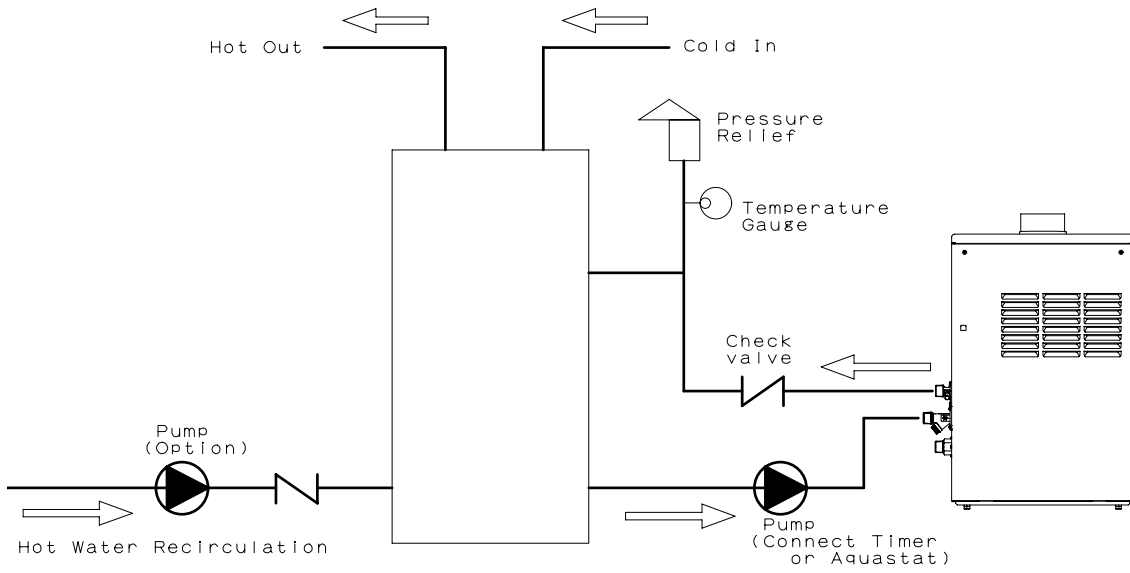 Hot Out
Cold In
Pressure
Relief
Temperature
Gauge
Check
valve
Pump
(Option)
Hot Water Recirculation
Pump
(Connect Timer
or Aquastat)